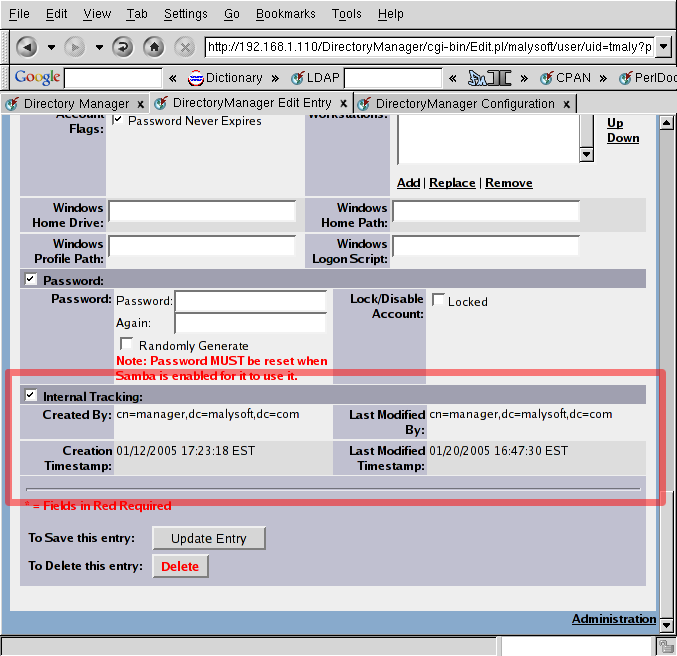 File Edit View Tab Settings Go Bookmarks Tools Help
http://192.168.1.110/DirectoryManager/cgi-bin/Edit.pl/malysoft/user/uid=tmaly?p
Google « Dictionary » LDAP « » CPAN » PerlDoc
Directory Manager x DirectoryManager Edit Entry x DirectoryManager Configuration x
Account Password Never Expires Workstations: Up
Flags: Down
Add | Replace | Remove
Windows Windows
Home Drive: Home Path:
Windows Windows
Profile Path: Logon Script:
Password:
Password: Password: Lock/Disable Locked
Account:
Again:
Randomly Generate
Note: Password MUST be reset when
Samba is enabled for it to use it.
Internal Tracking:
Created By: cn=manager,dc=malysoft,dc=com Last Modified cn=manager,dc=malysoft,dc=com
By:
Creation 01/12/2005 17:23:18 EST Last Modified 01/20/2005 16:47:30 EST
Timestamp: Timestamp:
* = Fields in Red Required
To Save this entry: Update Entry
To Delete this entry: Delete
Administration